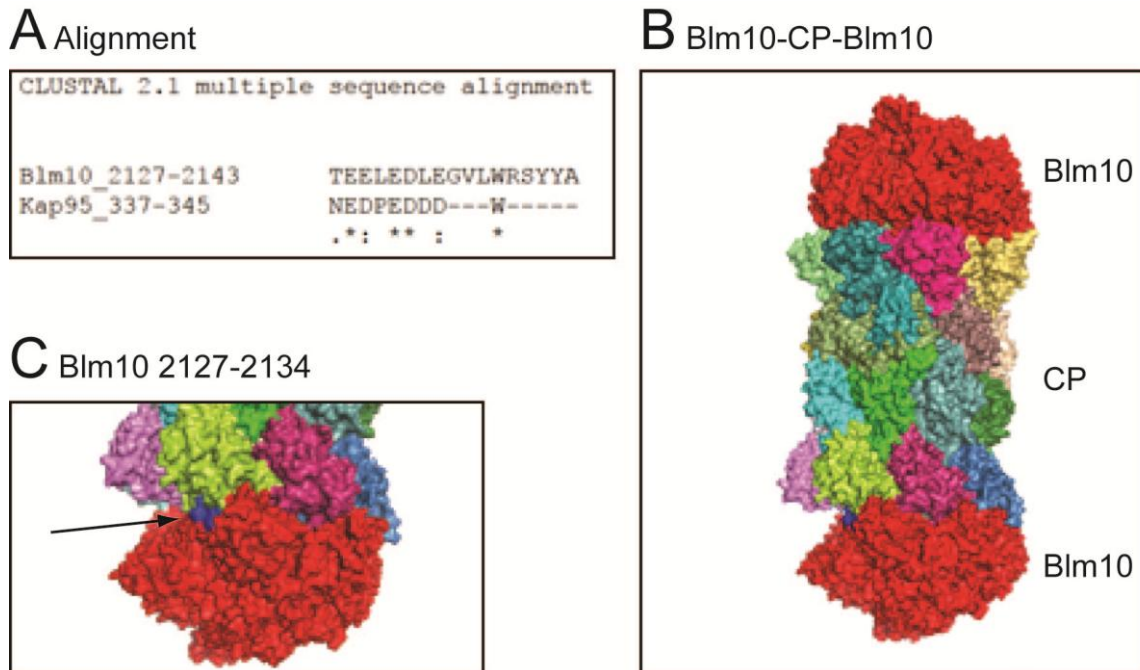 A Alignment
CLUSTAL 2.1 multiple sequence alignment
Blm10_2127-2143 TEELEDLEGVLWRSYYA
Kap95_337-345 NEDPEDDD---W-----
.*: ** : *
B Blm10-CP-Blm10
Blm10
CP
Blm10
C Blm10 2127-2134